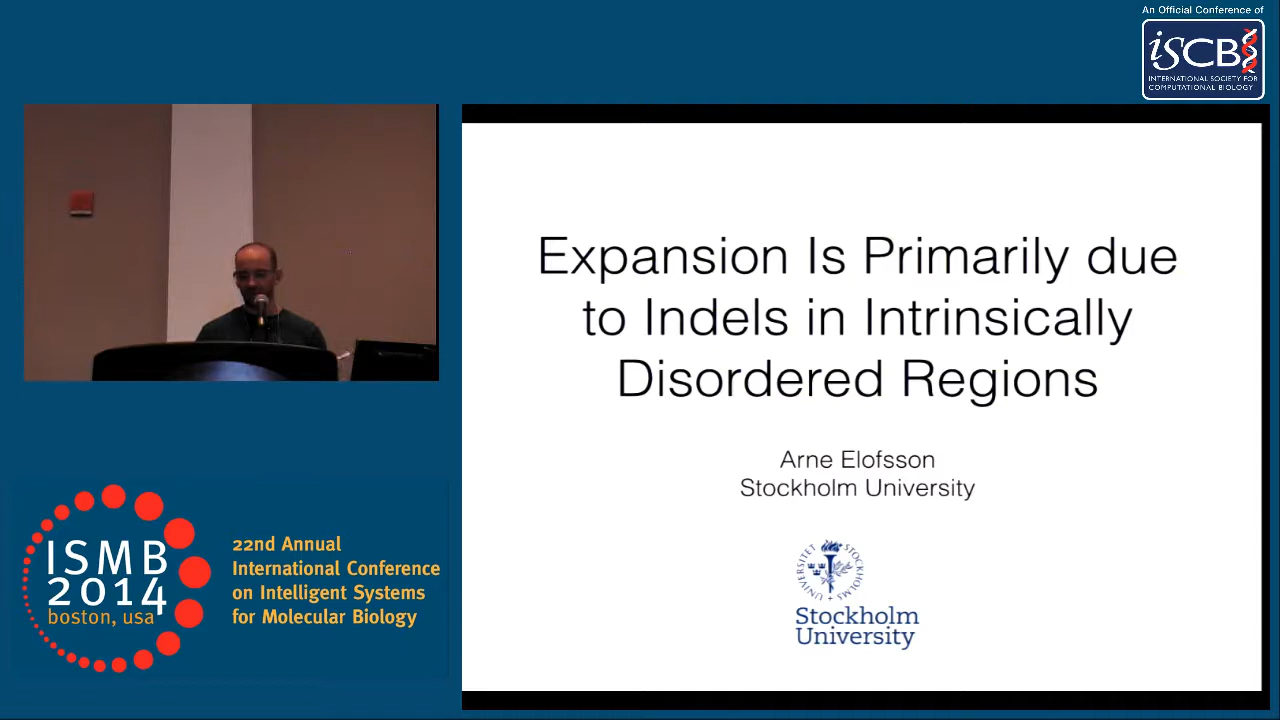 An Official Conference of
iSCB
INTERNATIONAL SOCIETY FOR
COMPUTATIONAL BIOLOGY
Expansion Is Primarily due
to Indels in Intrinsically
Disordered Regions
Arne Elofsson
Stockholm University
STOCKHOLMS UNIVERSITET
Stockholm
University
ISMB
2014
boston, usa
22nd Annual
International Conference
on Intelligent Systems
for Molecular Biology